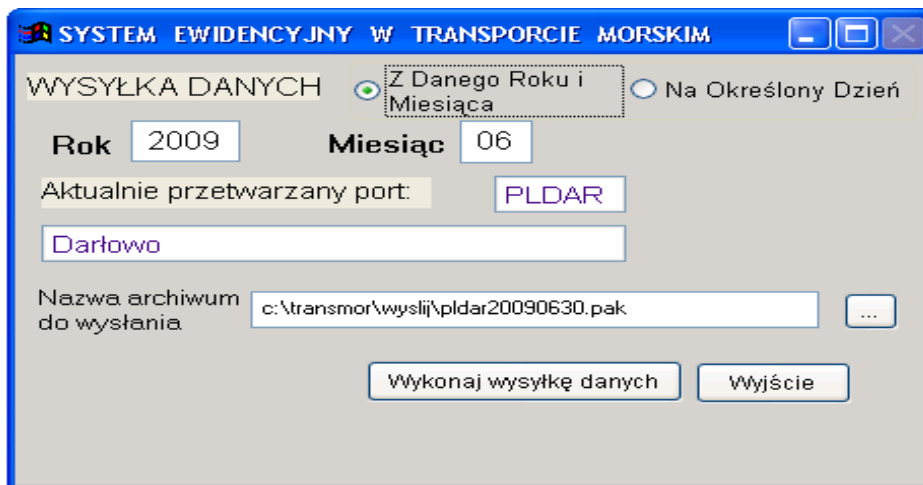 SYSTEM EWIDENCYJNY W TRANSPORCIE MORSKIM
WYSYŁKA DANYCH
Z Danego Roku i
Miesiąca
Na Określony Dzień
Rok 2009 Miesiąc 06
Aktualnie przetwarzany port: PLDAR
Darłowo
Nazwa archiwum
do wysłania
c:\transmor\wyslij\pldar20090630.pak
...
Wykonaj wysyłkę danych
Wyjście